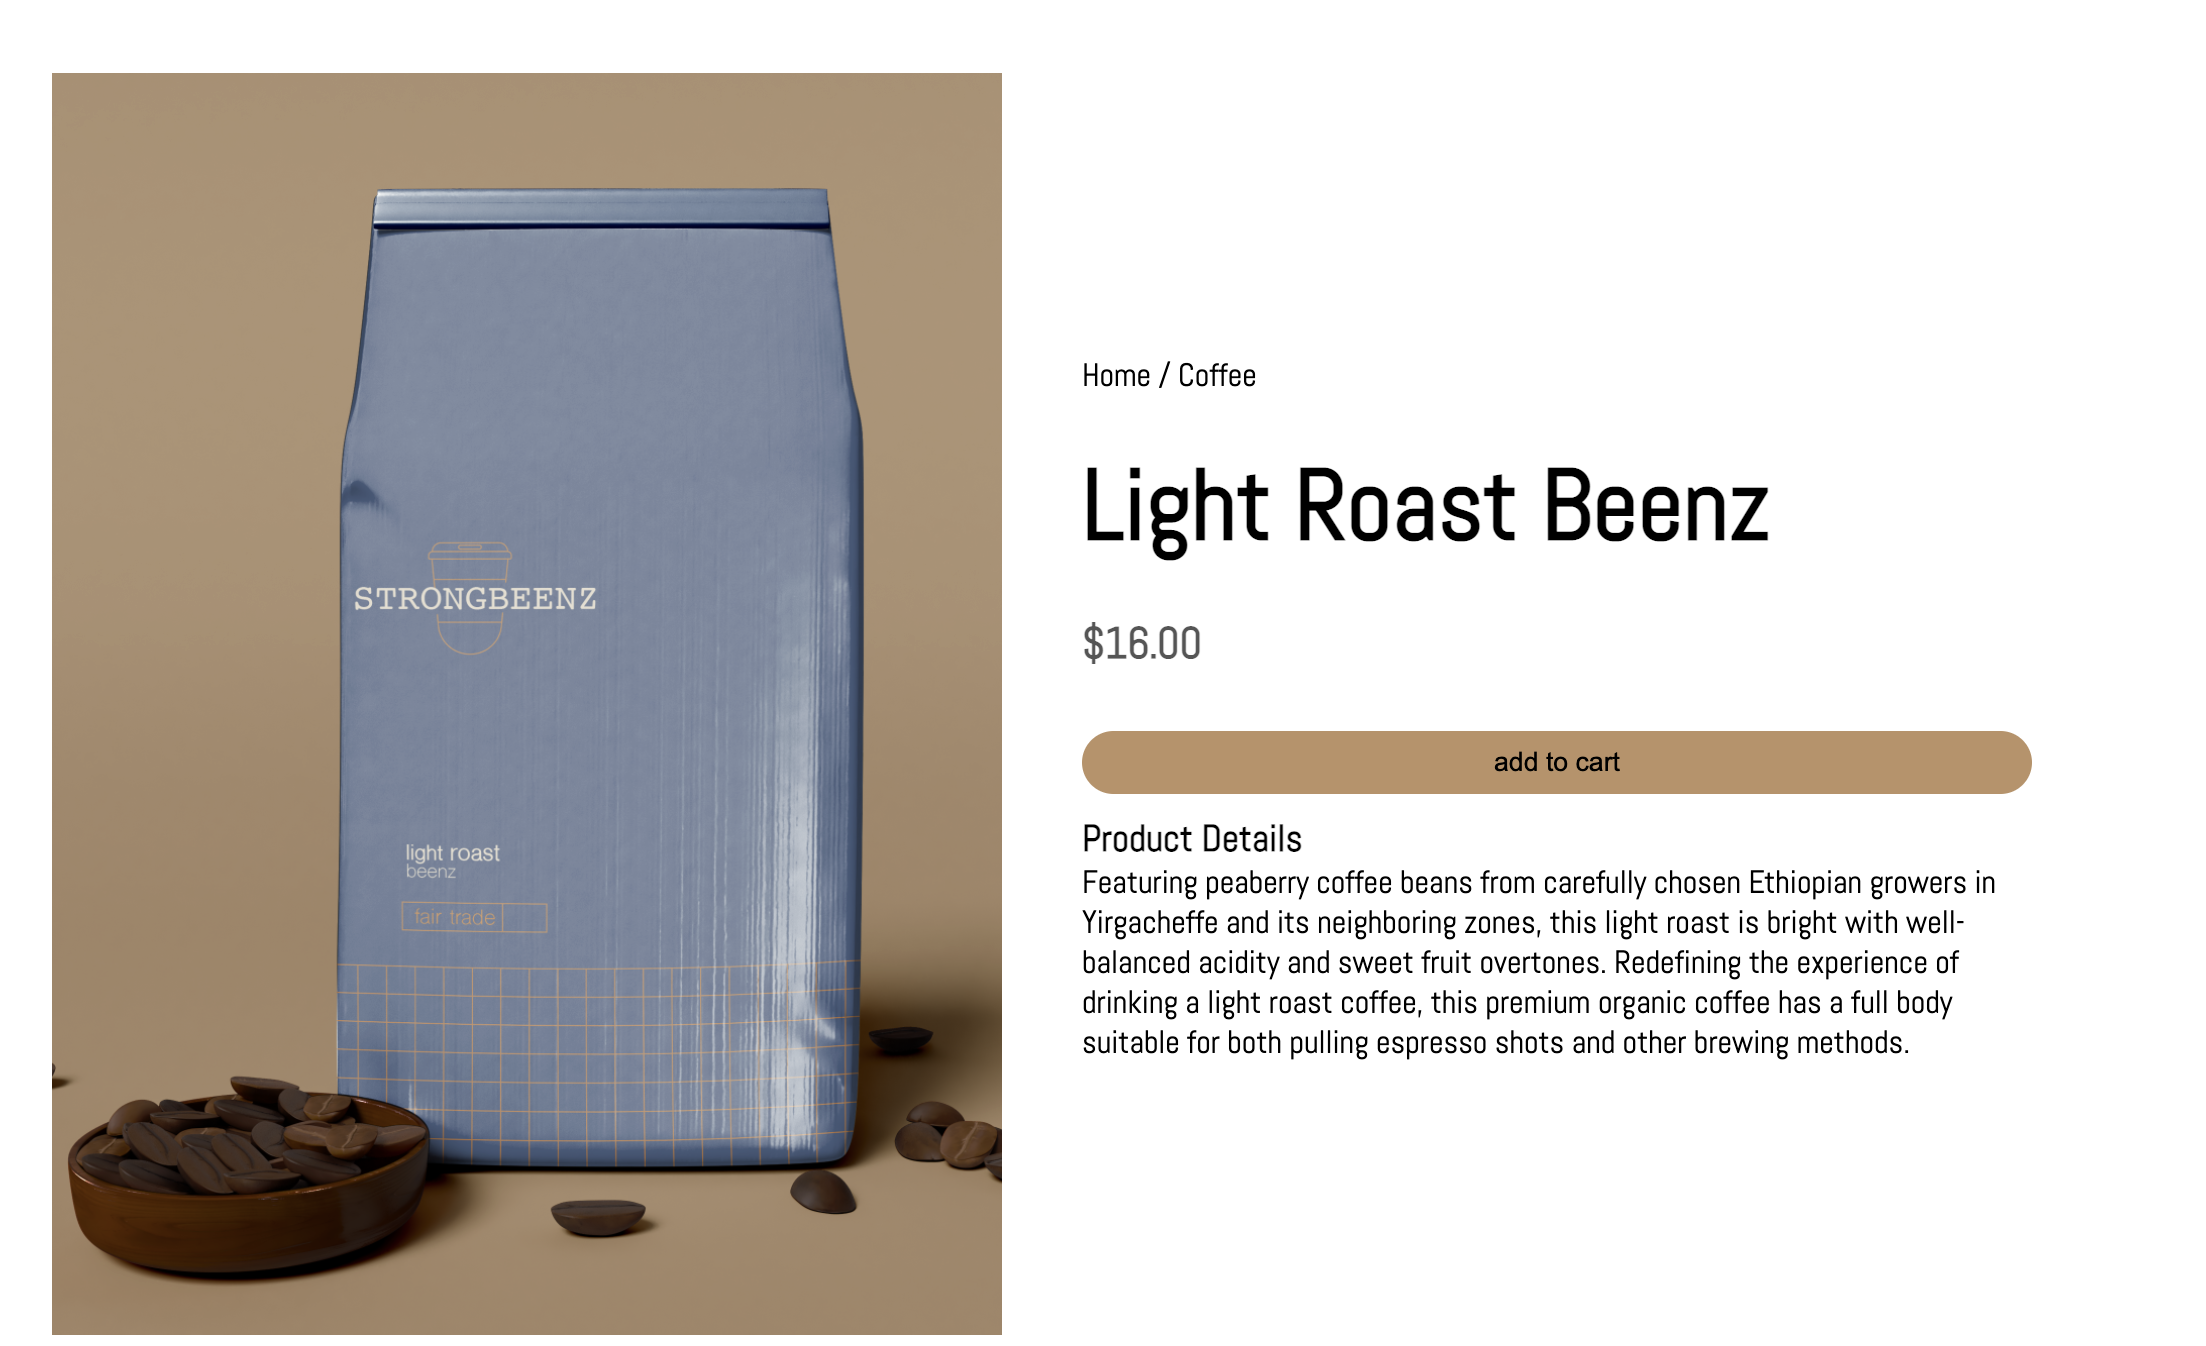 STRONGBEENZ
light roast
beenz
fair trade
Home / Coffee
Light Roast Beenz
$16.00
add to cart
Product Details
Featuring peaberry coffee beans from carefully chosen Ethiopian growers in
Yirgacheffe and its neighboring zones, this light roast is bright with well-
balanced acidity and sweet fruit overtones. Redefining the experience of
drinking a light roast coffee, this premium organic coffee has a full body
suitable for both pulling espresso shots and other brewing methods.